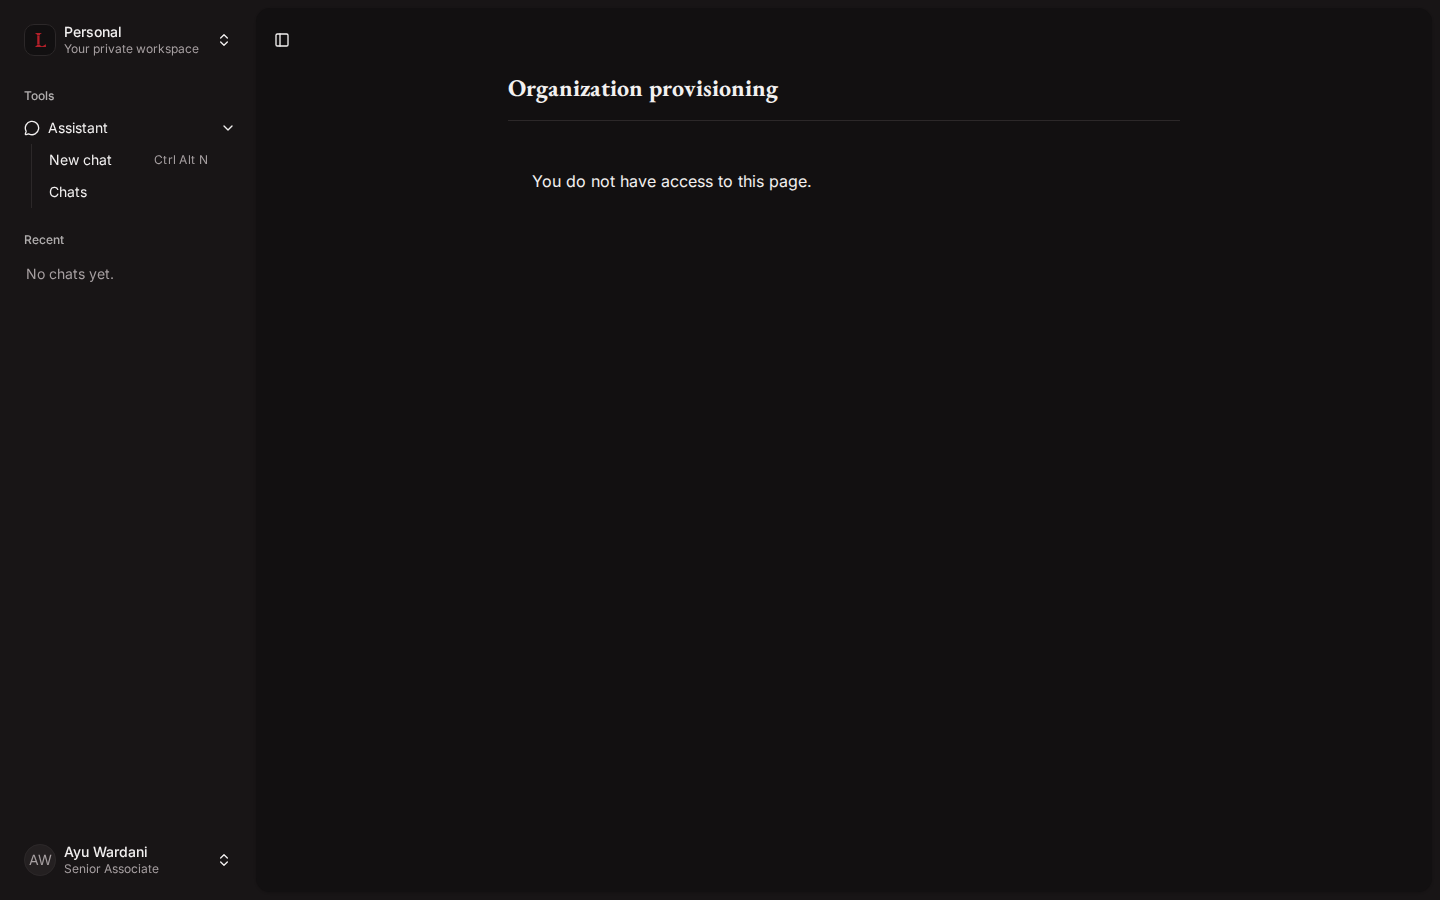 L
Personal
Your private workspace
Tools
Assistant
New chat
Ctrl Alt N
Chats
Recent
No chats yet.
AW
Ayu Wardani
Senior Associate
Organization provisioning
You do not have access to this page.